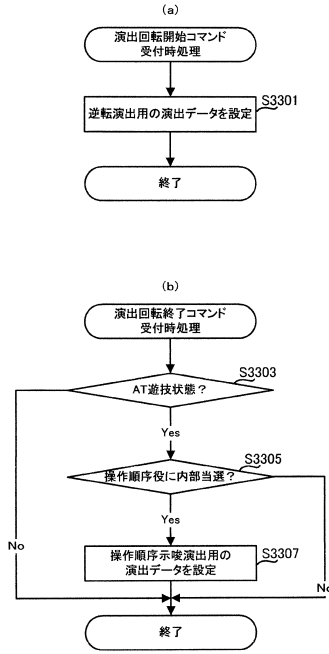 (a)
演出回転開始コマンド
受付時処理
S3301
逆転演出用の演出データを設定
終了
(b)
演出回転終了コマンド
受付時処理
S3303
AT遊技状態？
Yes
S3305
操作順序役に内部当選？
Yes
No
S3307
操作順序示唆演出用の
演出データを設定
No
終了